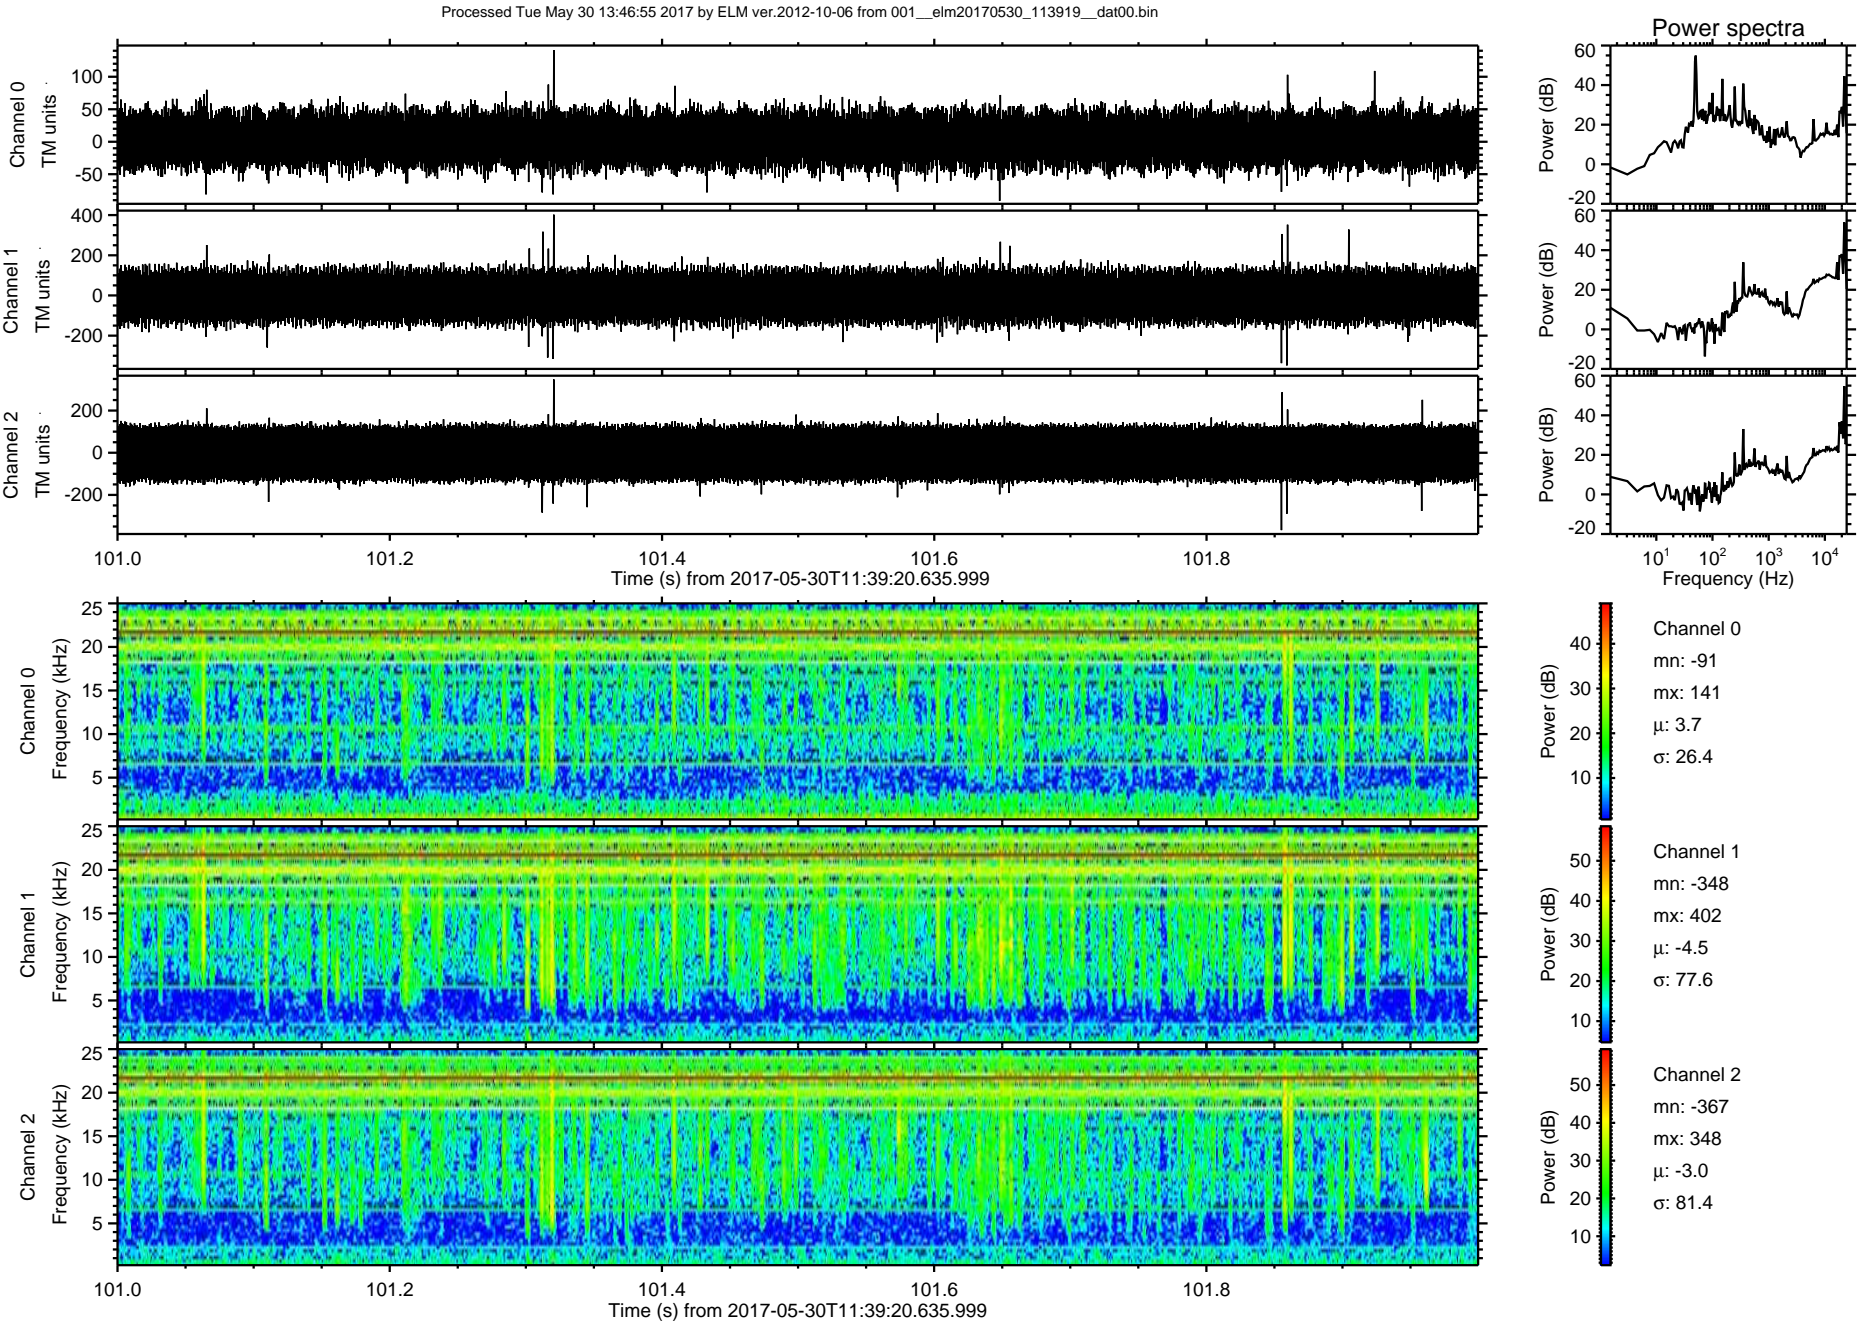 Processed Tue May 30 13:46:55 2017 by ELM ver.2012-10-06 from 001__elm20170530_113919__dat00.bin
Power spectra
Channel 0
TM units
100
50
0
-50
Power (dB)
60
40
20
0
-20
Channel 1
TM units
400
200
0
-200
Power (dB)
60
40
20
0
-20
Channel 2
TM units
200
0
-200
Power (dB)
60
40
20
0
-20
101.0
101.2
101.4
101.6
101.8
Time (s) from 2017-05-30T11:39:20.635.999
10¹
10²
10³
10⁴
Frequency (Hz)
Channel 0
Frequency (kHz)
25
20
15
10
5
Power (dB)
40
30
20
10
Channel 0
mn: -91
mx: 141
μ: 3.7
σ: 26.4
Channel 1
Frequency (kHz)
25
20
15
10
5
Power (dB)
50
40
30
20
10
Channel 1
mn: -348
mx: 402
μ: -4.5
σ: 77.6
Channel 2
Frequency (kHz)
25
20
15
10
5
Power (dB)
50
40
30
20
10
Channel 2
mn: -367
mx: 348
μ: -3.0
σ: 81.4
101.0
101.2
101.4
101.6
101.8
Time (s) from 2017-05-30T11:39:20.635.999